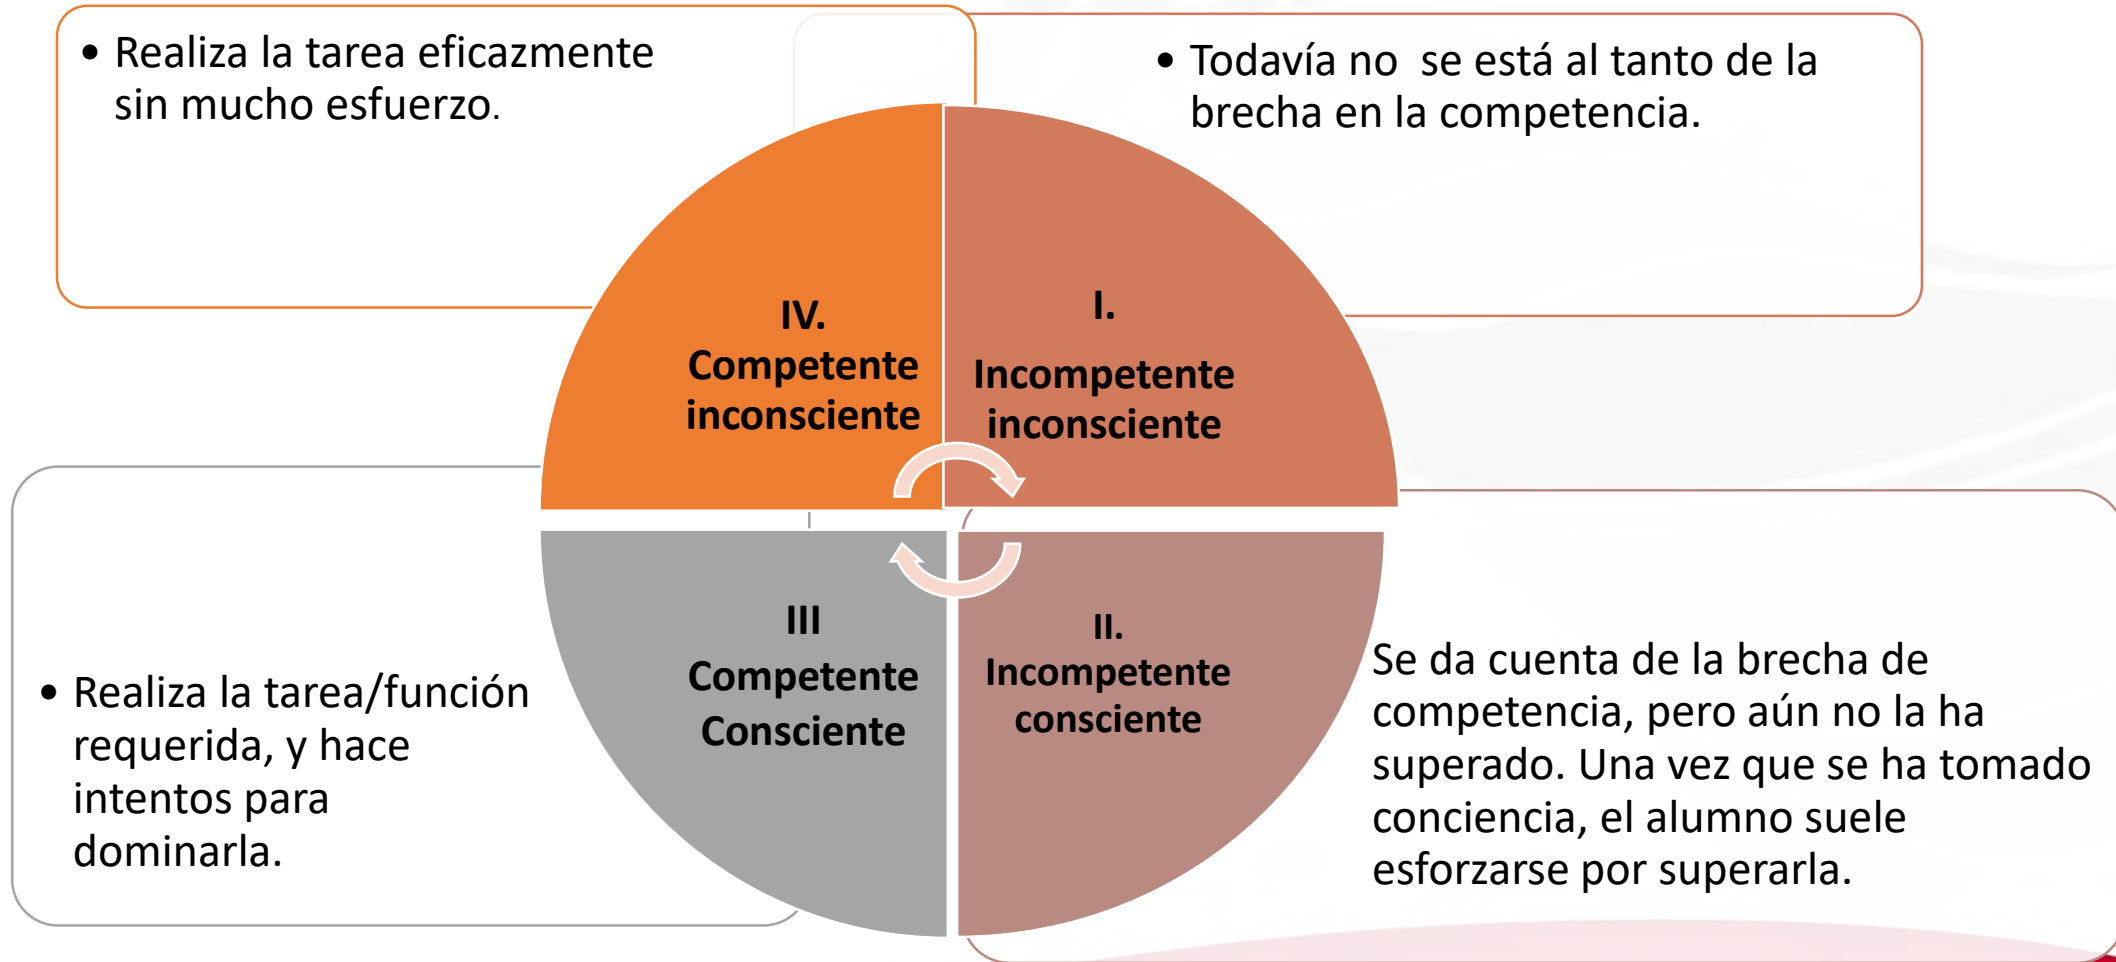 • Realiza la tarea eficazmente
sin mucho esfuerzo.
• Todavía no se está al tanto de la
brecha en la competencia.
IV.
Competente
inconsciente
I.
Incompetente
inconsciente
III
Competente
Consciente
II.
Incompetente
consciente
• Realiza la tarea/función
requerida, y hace
intentos para
dominarla.
Se da cuenta de la brecha de
competencia, pero aún no la ha
superado. Una vez que se ha tomado
conciencia, el alumno suele
esforzarse por superarla.